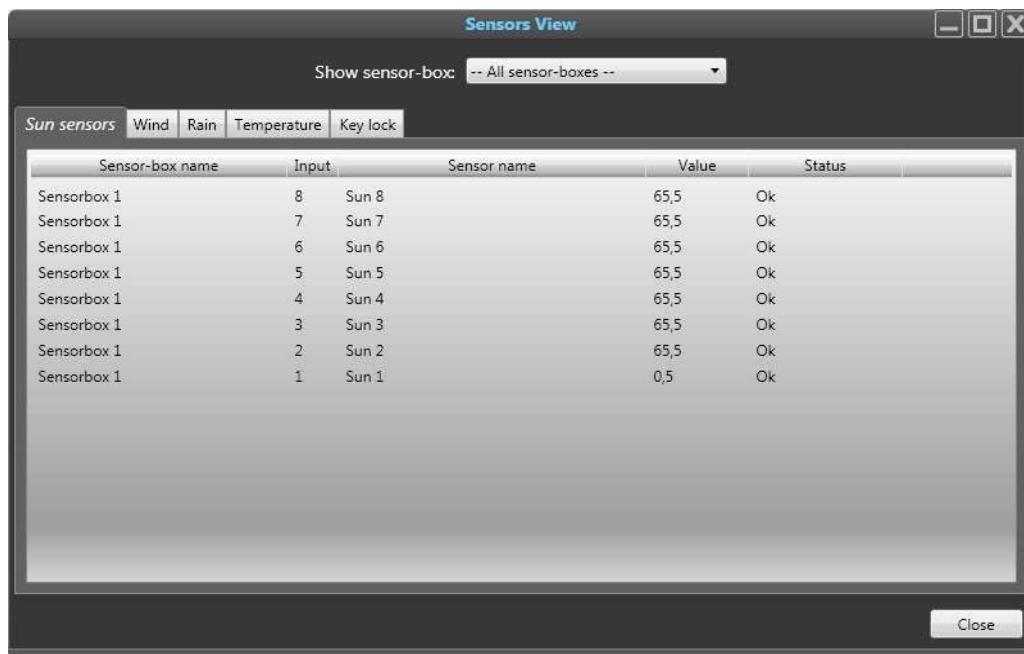 Sensors View
Show sensor-box: -- All sensor-boxes --
Sun sensors Wind Rain Temperature Key lock
Sensor-box name Input Sensor name Value Status
Sensorbox 1 8 Sun 8 65,5 Ok
Sensorbox 1 7 Sun 7 65,5 Ok
Sensorbox 1 6 Sun 6 65,5 Ok
Sensorbox 1 5 Sun 5 65,5 Ok
Sensorbox 1 4 Sun 4 65,5 Ok
Sensorbox 1 3 Sun 3 65,5 Ok
Sensorbox 1 2 Sun 2 65,5 Ok
Sensorbox 1 1 Sun 1 0,5 Ok
Close